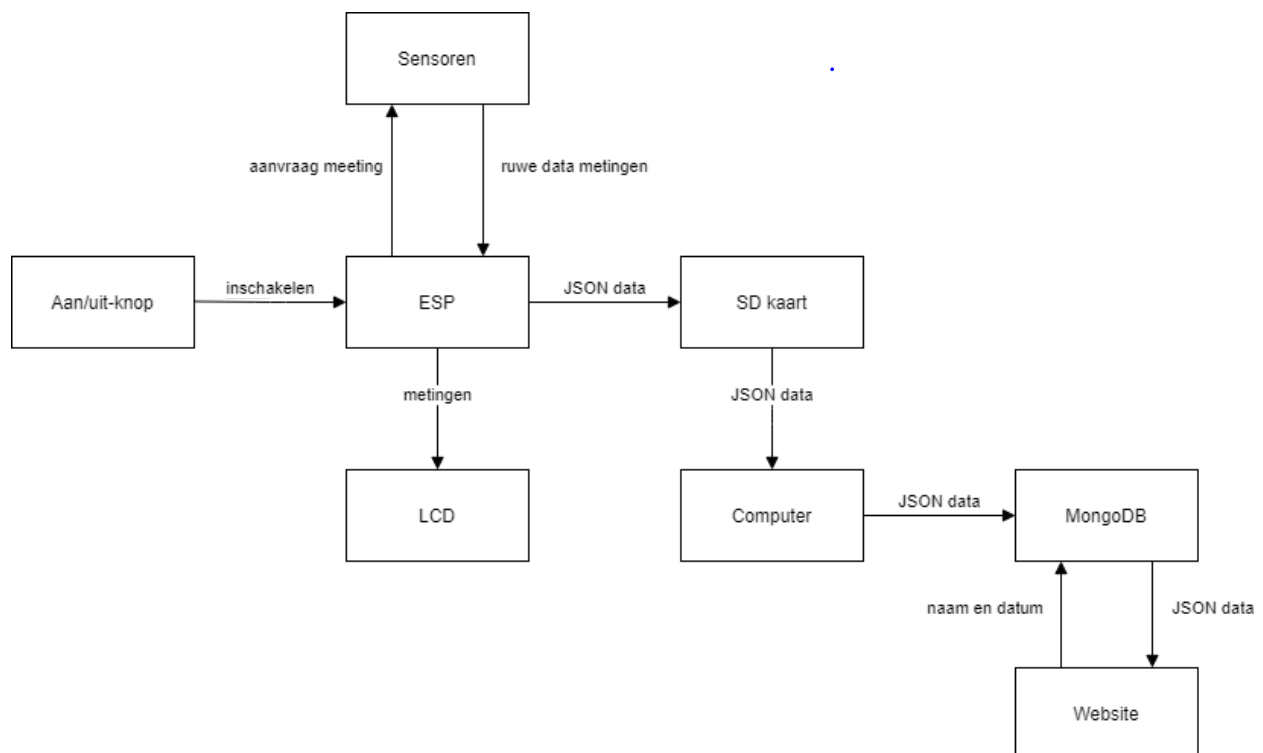 Sensoren
aanvraag meeting
ruwe data metingen
Aan/uit-knop
inschakelen
ESP
JSON data
SD kaart
metingen
JSON data
LCD
Computer
JSON data
MongoDB
naam en datum
JSON data
Website